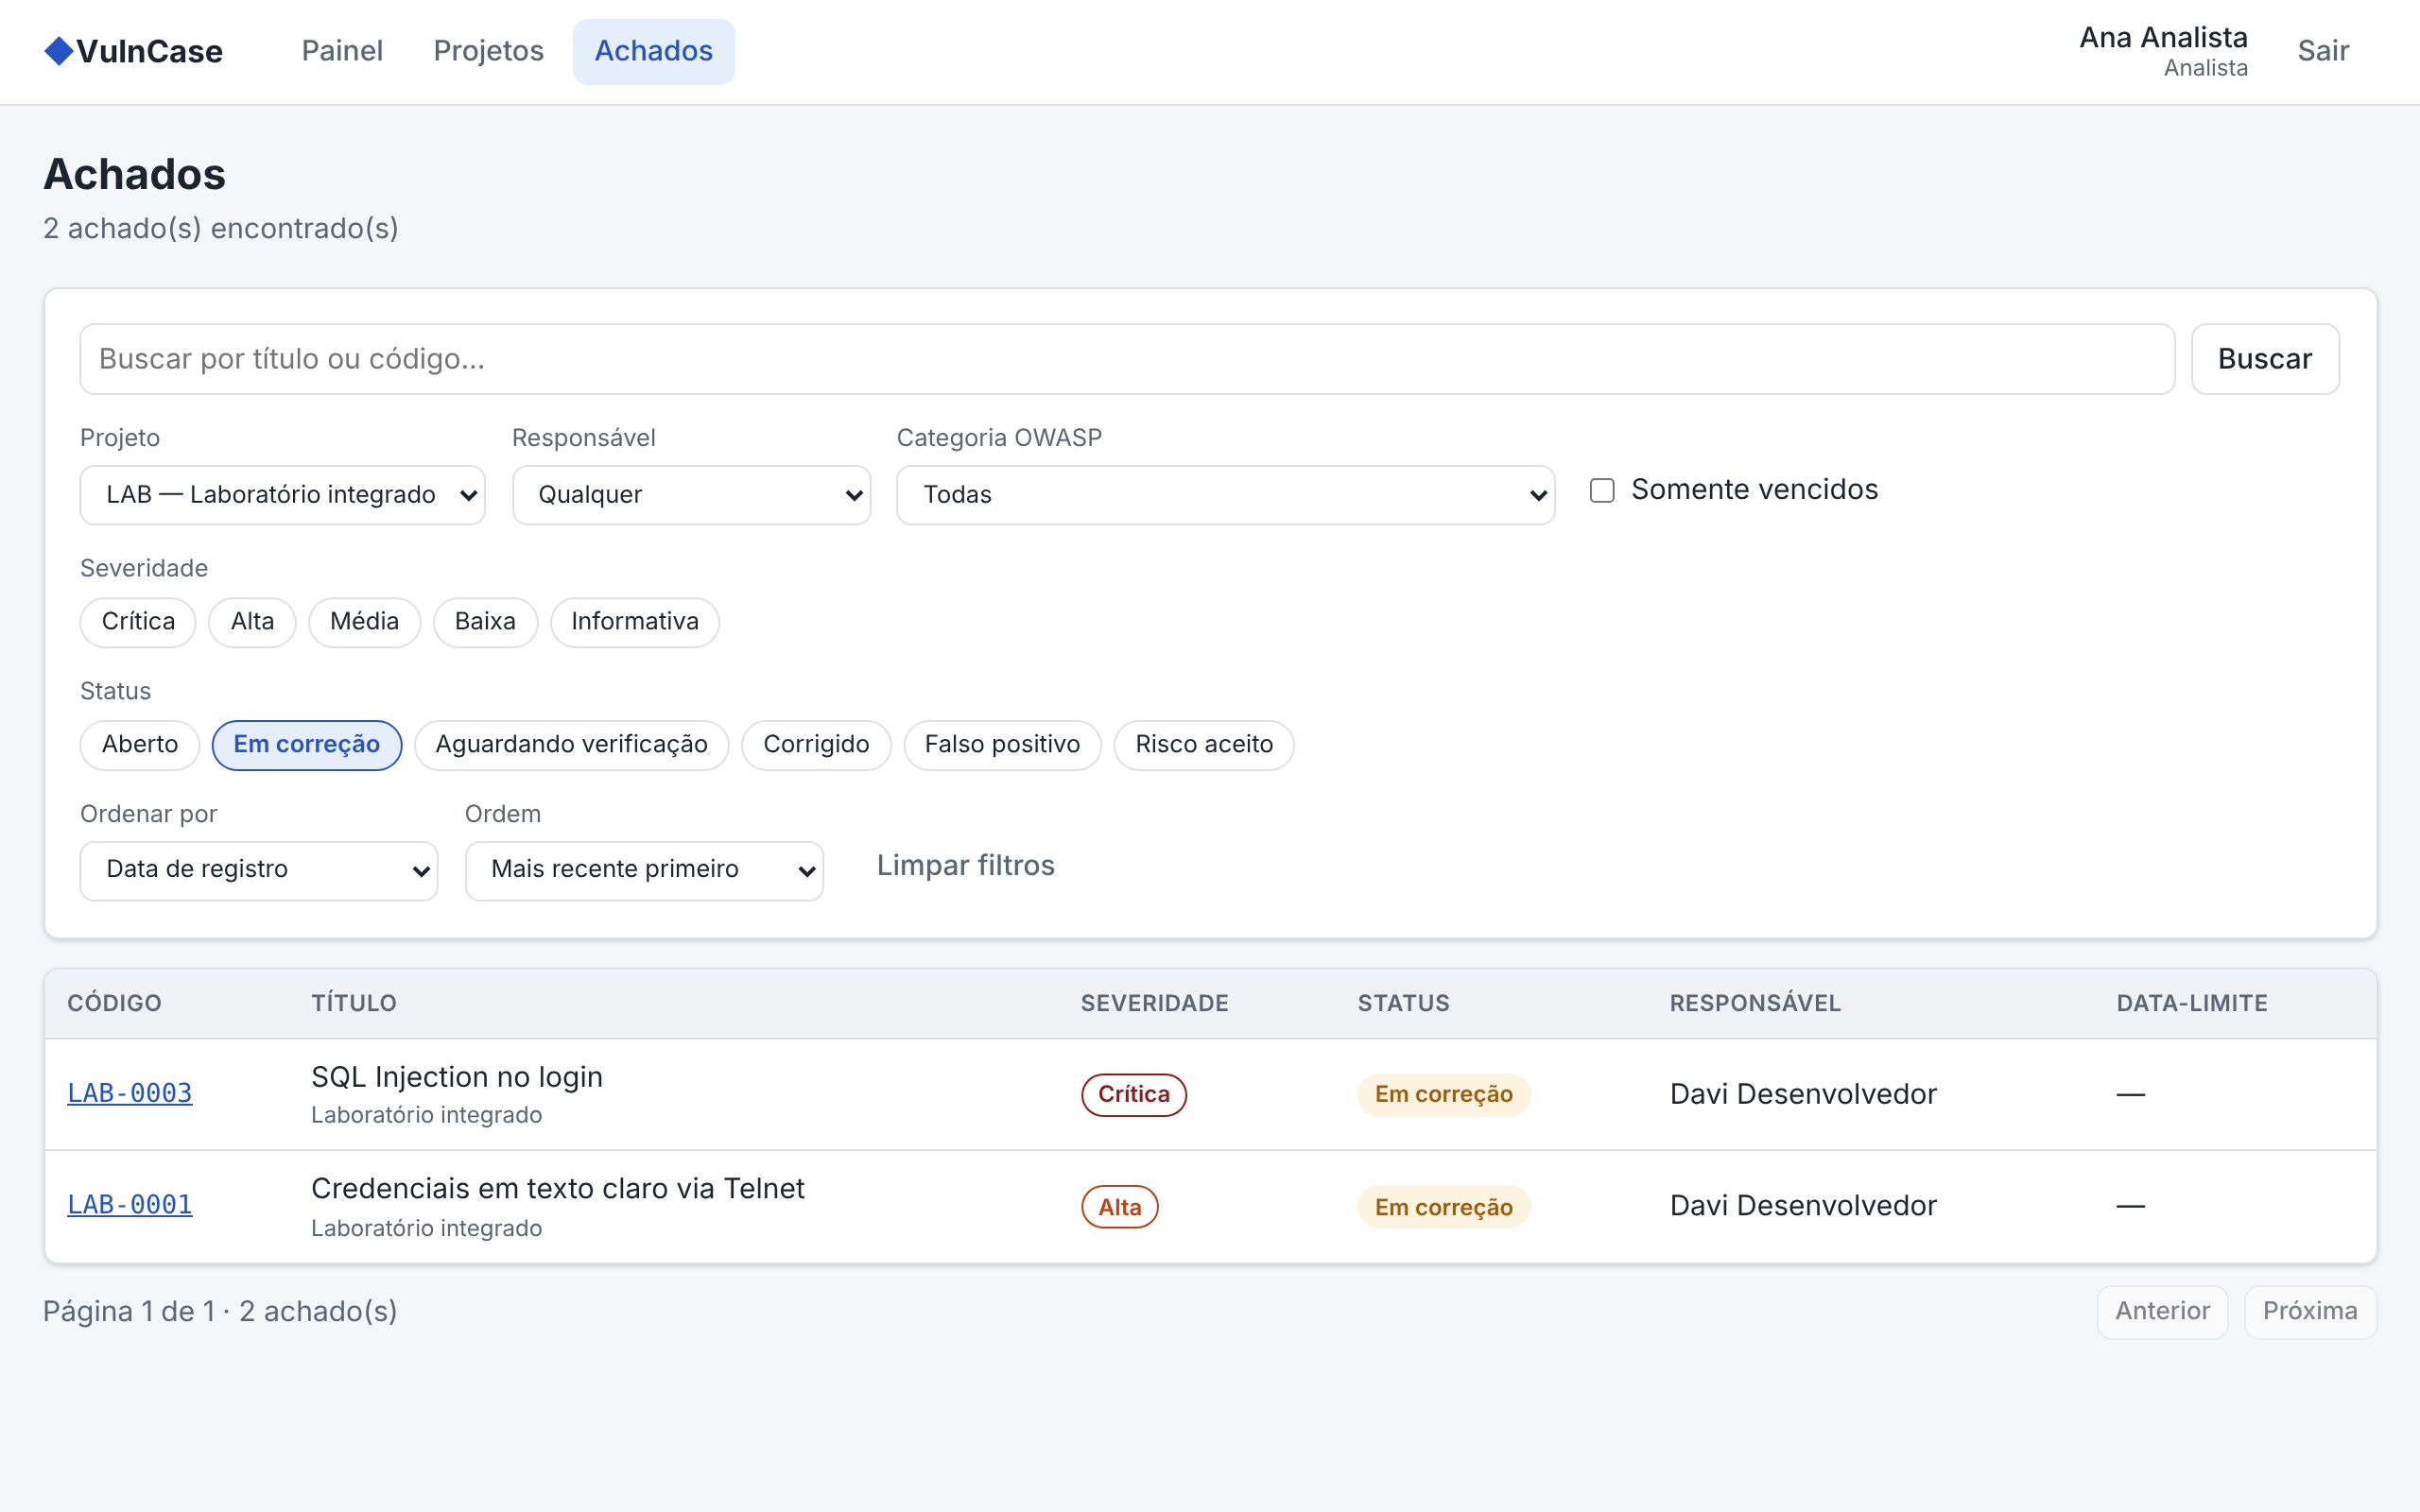 VulnCase Painel Projetos Achados Ana Analista Sair
Analista
Achados
2 achado(s) encontrado(s)
Buscar por título ou código... Buscar
Projeto Responsável Categoria OWASP
LAB — Laboratório integrado Qualquer Todas Somente vencidos
Severidade
Crítica Alta Média Baixa Informativa
Status
Aberto Em correção Aguardando verificação Corrigido Falso positivo Risco aceito
Ordenar por Ordem
Data de registro Mais recente primeiro Limpar filtros
CÓDIGO TÍTULO SEVERIDADE STATUS RESPONSÁVEL DATA-LIMITE
LAB-0003 SQL Injection no login Crítica Em correção Davi Desenvolvedor —
Laboratório integrado
LAB-0001 Credenciais em texto claro via Telnet Alta Em correção Davi Desenvolvedor —
Laboratório integrado
Página 1 de 1 · 2 achado(s) Anterior Próxima